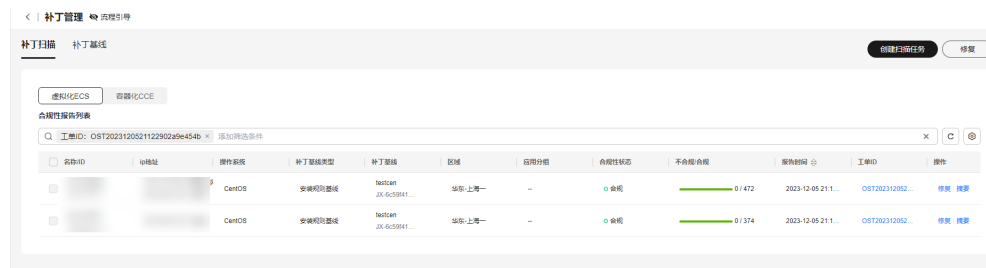 补丁管理 流程引导
补丁扫描 补丁基线
创建扫描任务 修复
虚拟化ECS 容器化CCE
合规性报告列表
工单ID: OST2023120521122902a9e454b × 添加筛选条件
名称/ID ip地址 操作系统 补丁基线类型 补丁基线 区域 应用分组 合规性状态 不合规/合规 报告时间 工单ID 操作
CentOS 安装规则基线 testcen JX-6c59f41... 华东-上海一 -- 合规 0 / 472 2023-12-05 21:1... OST202312052... 修复 摘要
CentOS 安装规则基线 testcen JX-6c59f41... 华东-上海一 -- 合规 0 / 374 2023-12-05 21:1... OST202312052... 修复 摘要